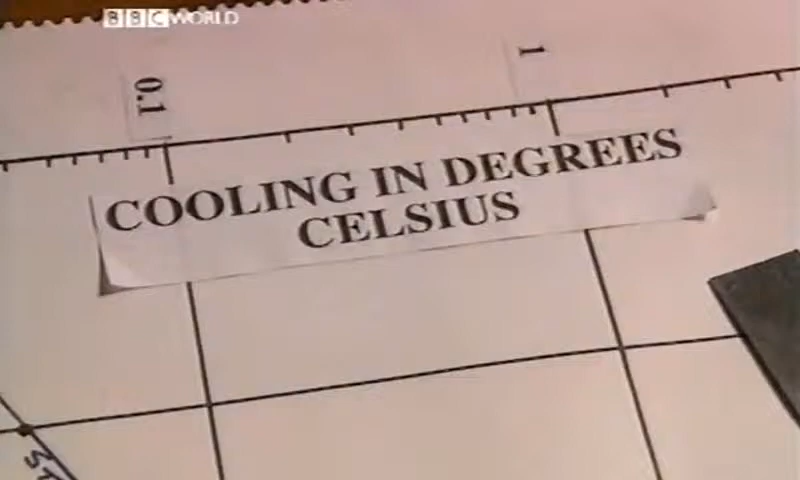 BBC WORLD
0.1
1
COOLING IN DEGREES
CELSIUS